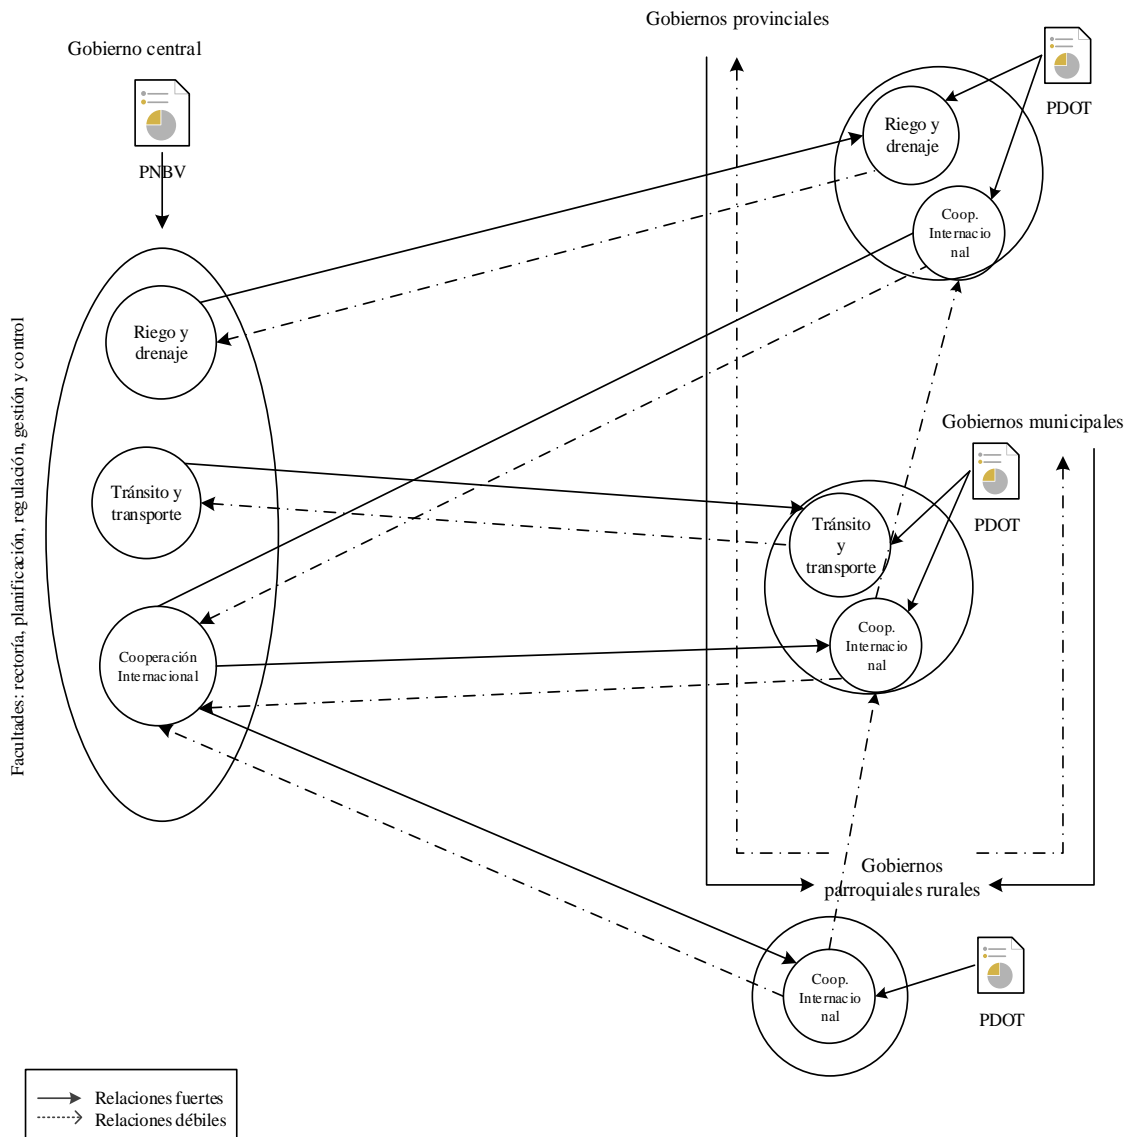 Gobiernos provinciales
Gobierno central
PNBV
PDOT
Riego y
drenaje
Coop.
Internacio
nal
Facultades: rectoría, planificación, regulación, gestión y control
Riego y
drenaje
Tránsito y
transporte
Cooperación
Internacional
Gobiernos municipales
PDOT
Tránsito
y
transporte
Coop.
Internacio
nal
Gobiernos
parroquiales rurales
Coop.
Internacio
nal
PDOT
Relaciones fuertes
Relaciones débiles